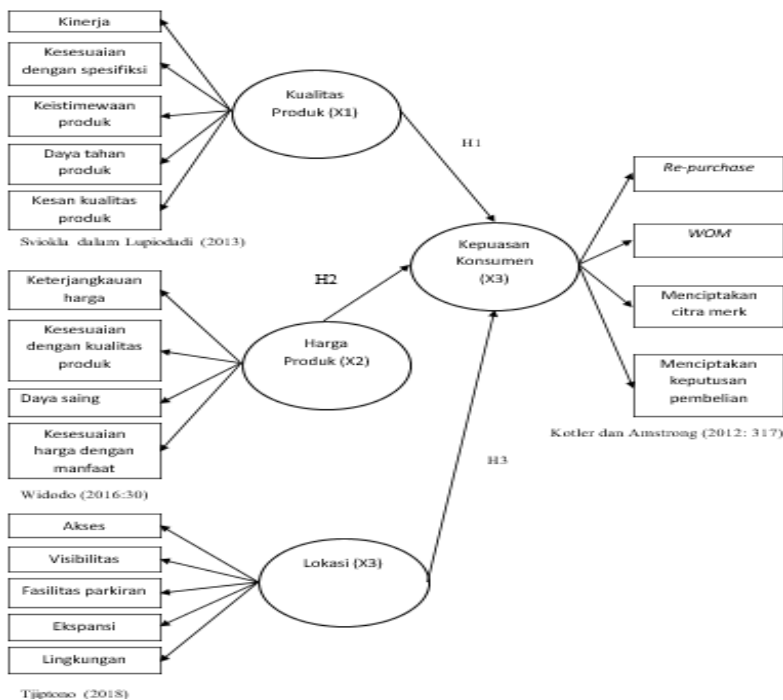 Kinerja
Kesesuaian
dengan spesifiksi
Keistimewaan
produk
Daya tahan
produk
Kesan kualitas
produk
Sviokla dalam Lupiodadi (2013)
Kualitas
Produk (X1)
H1
Keterjangkauan
harga
Kesesuaian
dengan kualitas
produk
Daya saing
Kesesuaian
harga dengan
manfaat
Widodo (2016:30)
H2
Harga
Produk (X2)
Akses
Visibilitas
Fasilitas parkiran
Ekspansi
Lingkungan
Tjiptono (2018)
Lokasi (X3)
H3
Kepuasan
Konsumen
(X3)
Re-purchase
WOM
Menciptakan
citra merk
Menciptakan
keputusan
pembelian
Kotler dan Amstrong (2012: 317)